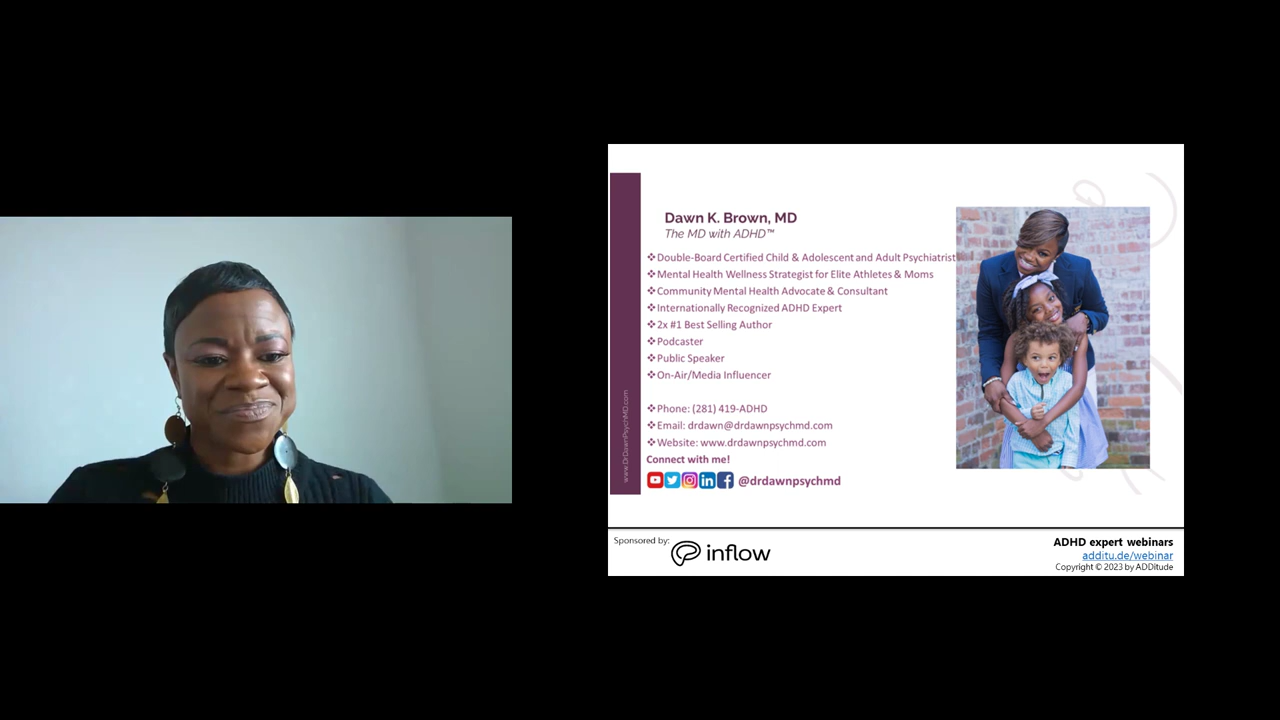 Dawn K. Brown, MD
The MD with ADHD™
❖Double-Board Certified Child & Adolescent and Adult Psychiatrist
❖Mental Health Wellness Strategist for Elite Athletes & Moms
❖Community Mental Health Advocate & Consultant
❖Internationally Recognized ADHD Expert
❖2x #1 Best Selling Author
❖Podcaster
❖Public Speaker
❖On-Air/Media Influencer
❖Phone: (281) 419-ADHD
❖Email: drdawn@drdawnpsychmd.com
❖Website: www.drdawnpsychmd.com
Connect with me!
@drdawnpsychmd
www.DrDawnPsychMD.com
Sponsored by:
inflow
ADHD expert webinars
additu.de/webinar
Copyright © 2023 by ADDitude